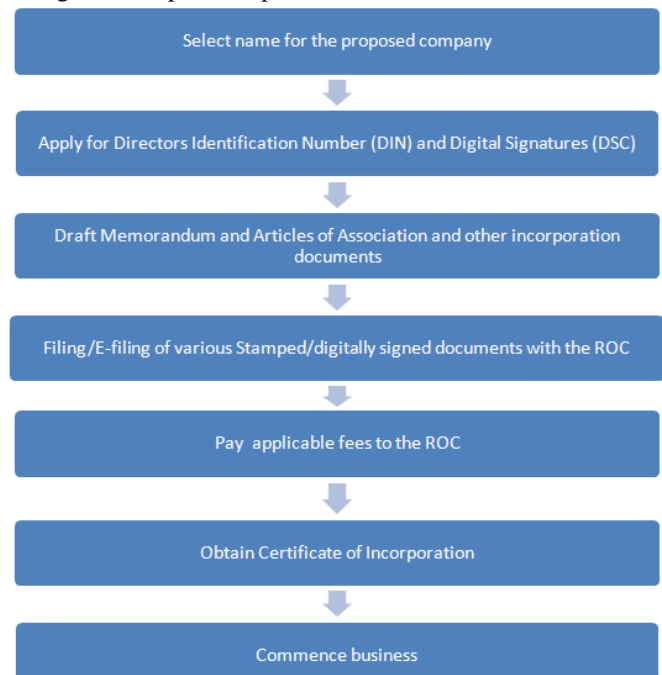 Select name for the proposed company
Apply for Directors Identification Number (DIN) and Digital Signatures (DSC)
Draft Memorandum and Articles of Association and other incorporation
documents
Filing/E-filing of various Stamped/digitally signed documents with the ROC
Pay applicable fees to the ROC
Obtain Certificate of Incorporation
Commence business